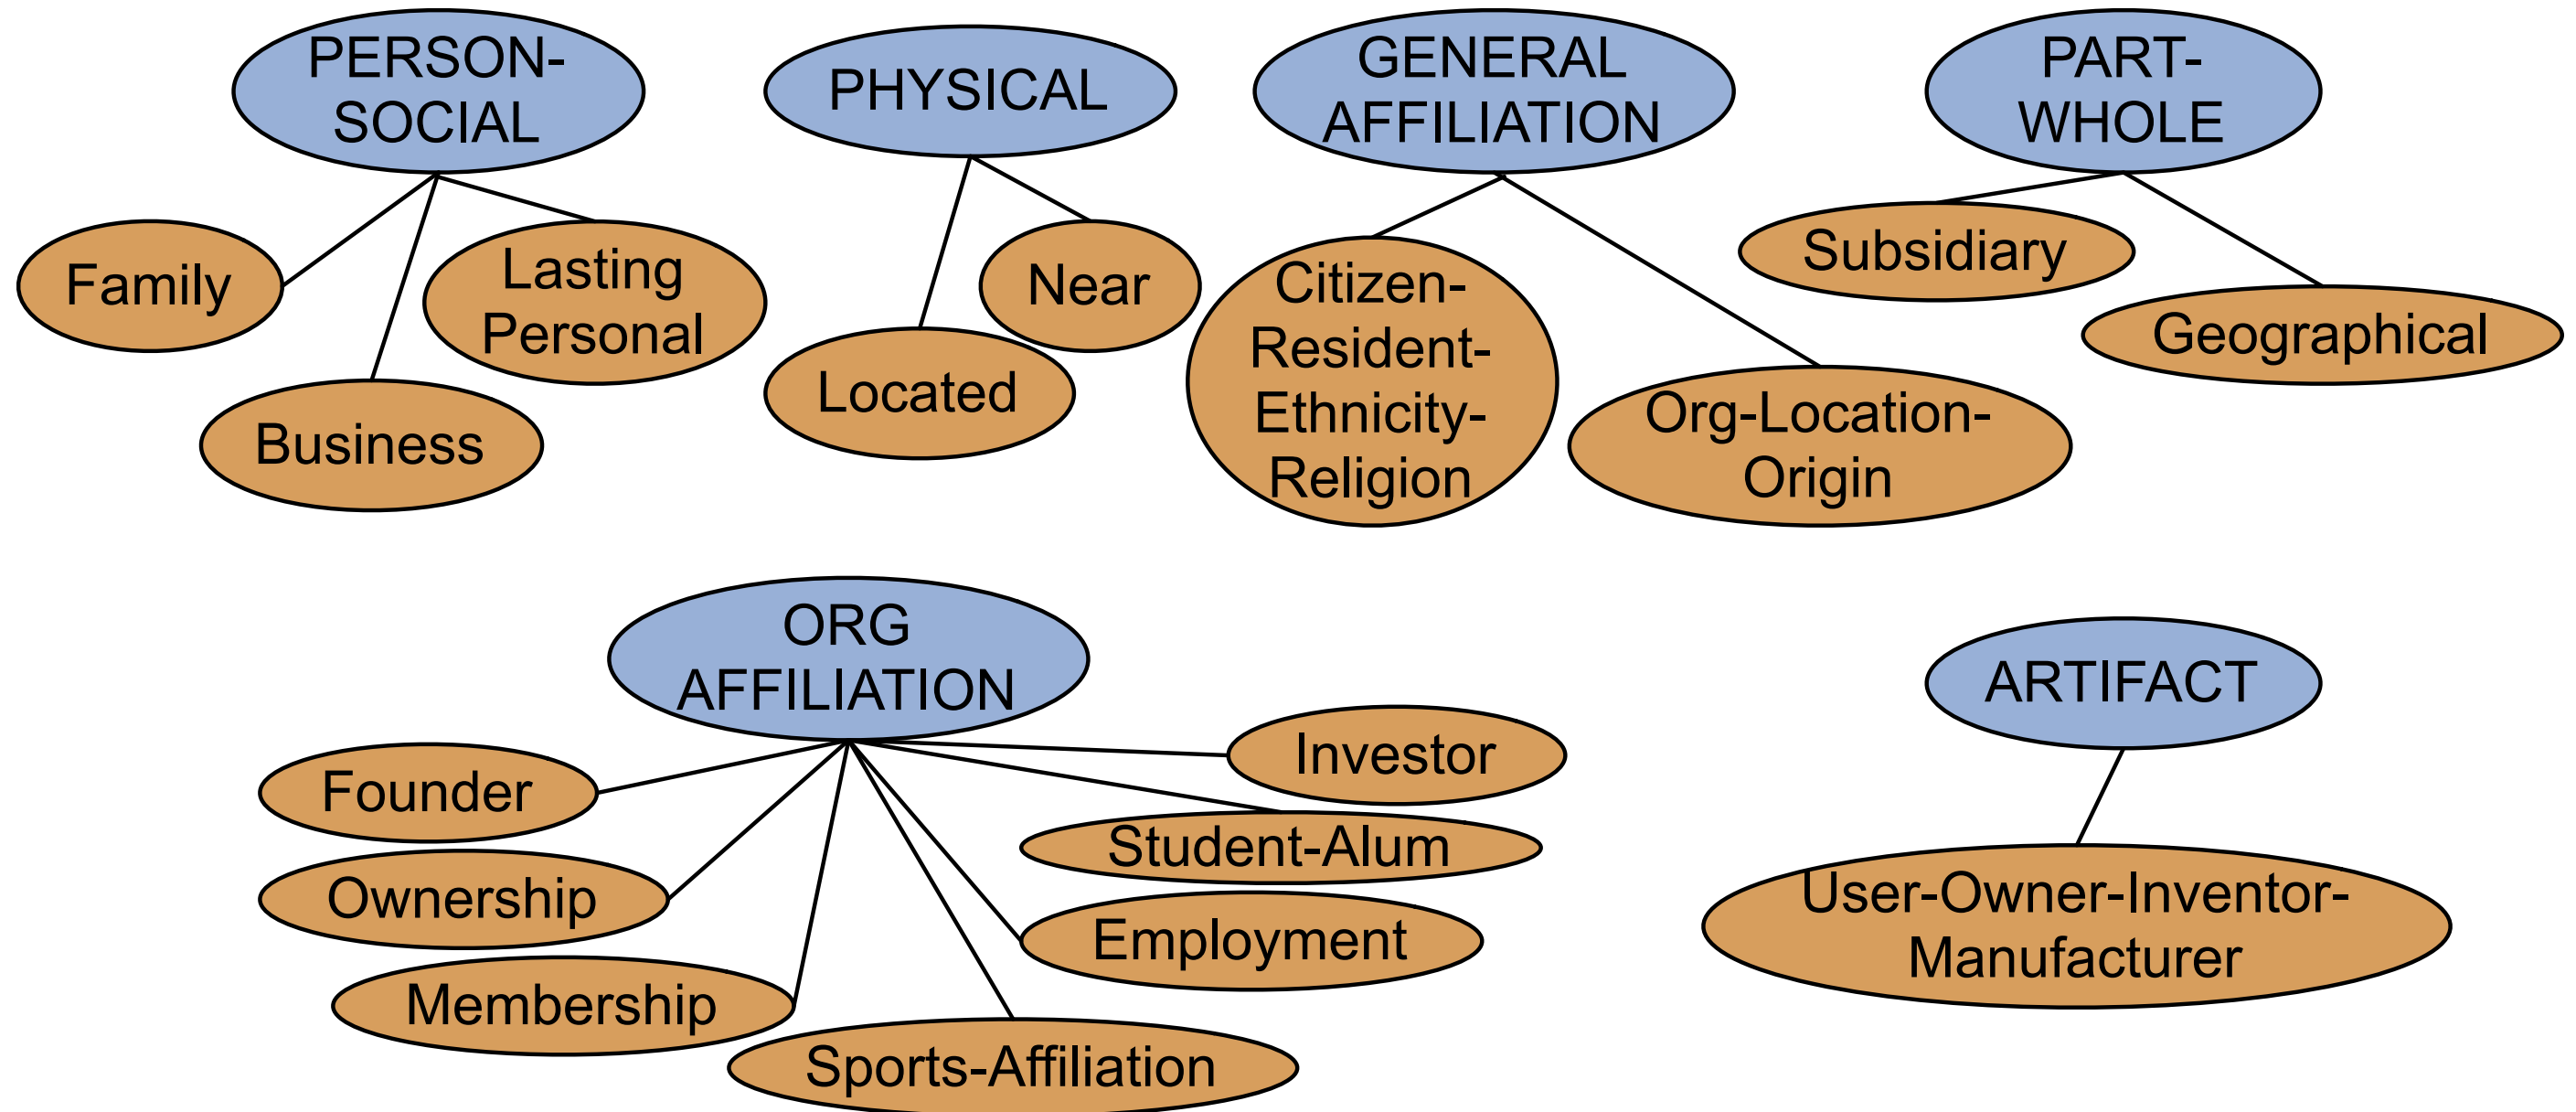 PERSON-
SOCIAL
PHYSICAL
GENERAL
AFFILIATION
PART-
WHOLE
Family
Lasting
Personal
Business
Near
Located
Citizen-
Resident-
Ethnicity-
Religion
Org-Location-
Origin
Subsidiary
Geographical
ORG
AFFILIATION
ARTIFACT
Founder
Ownership
Membership
Sports-Affiliation
Investor
Student-Alum
Employment
User-Owner-Inventor-
Manufacturer